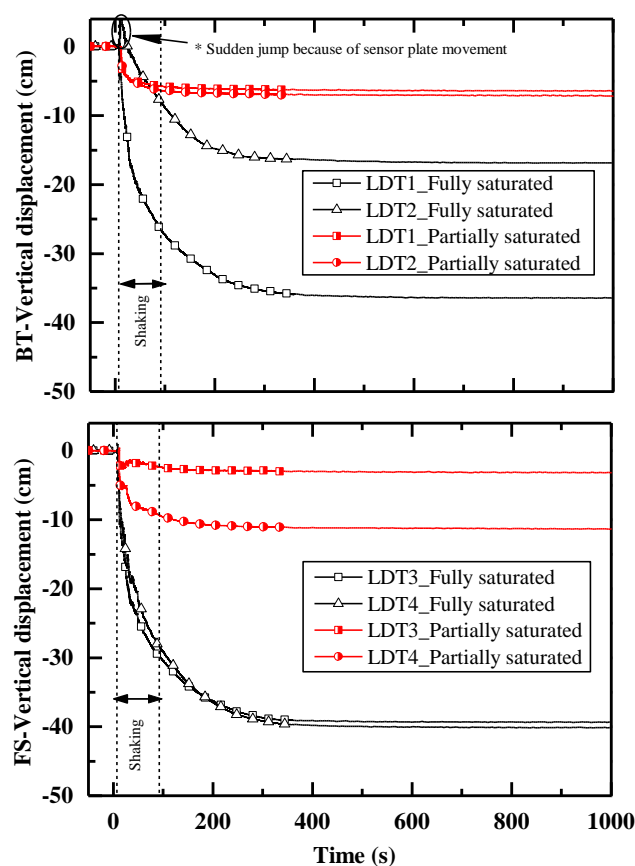 * Sudden jump because of sensor plate movement
0
-10
-20
-30
-40
-50
BT-Vertical displacement (cm)
LDT1_Fully saturated
LDT2_Fully saturated
LDT1_Partially saturated
LDT2_Partially saturated
Shaking
0
-10
-20
-30
-40
-50
FS-Vertical displacement (cm)
LDT3_Fully saturated
LDT4_Fully saturated
LDT3_Partially saturated
LDT4_Partially saturated
Shaking
0 200 400 600 800 1000
Time (s)